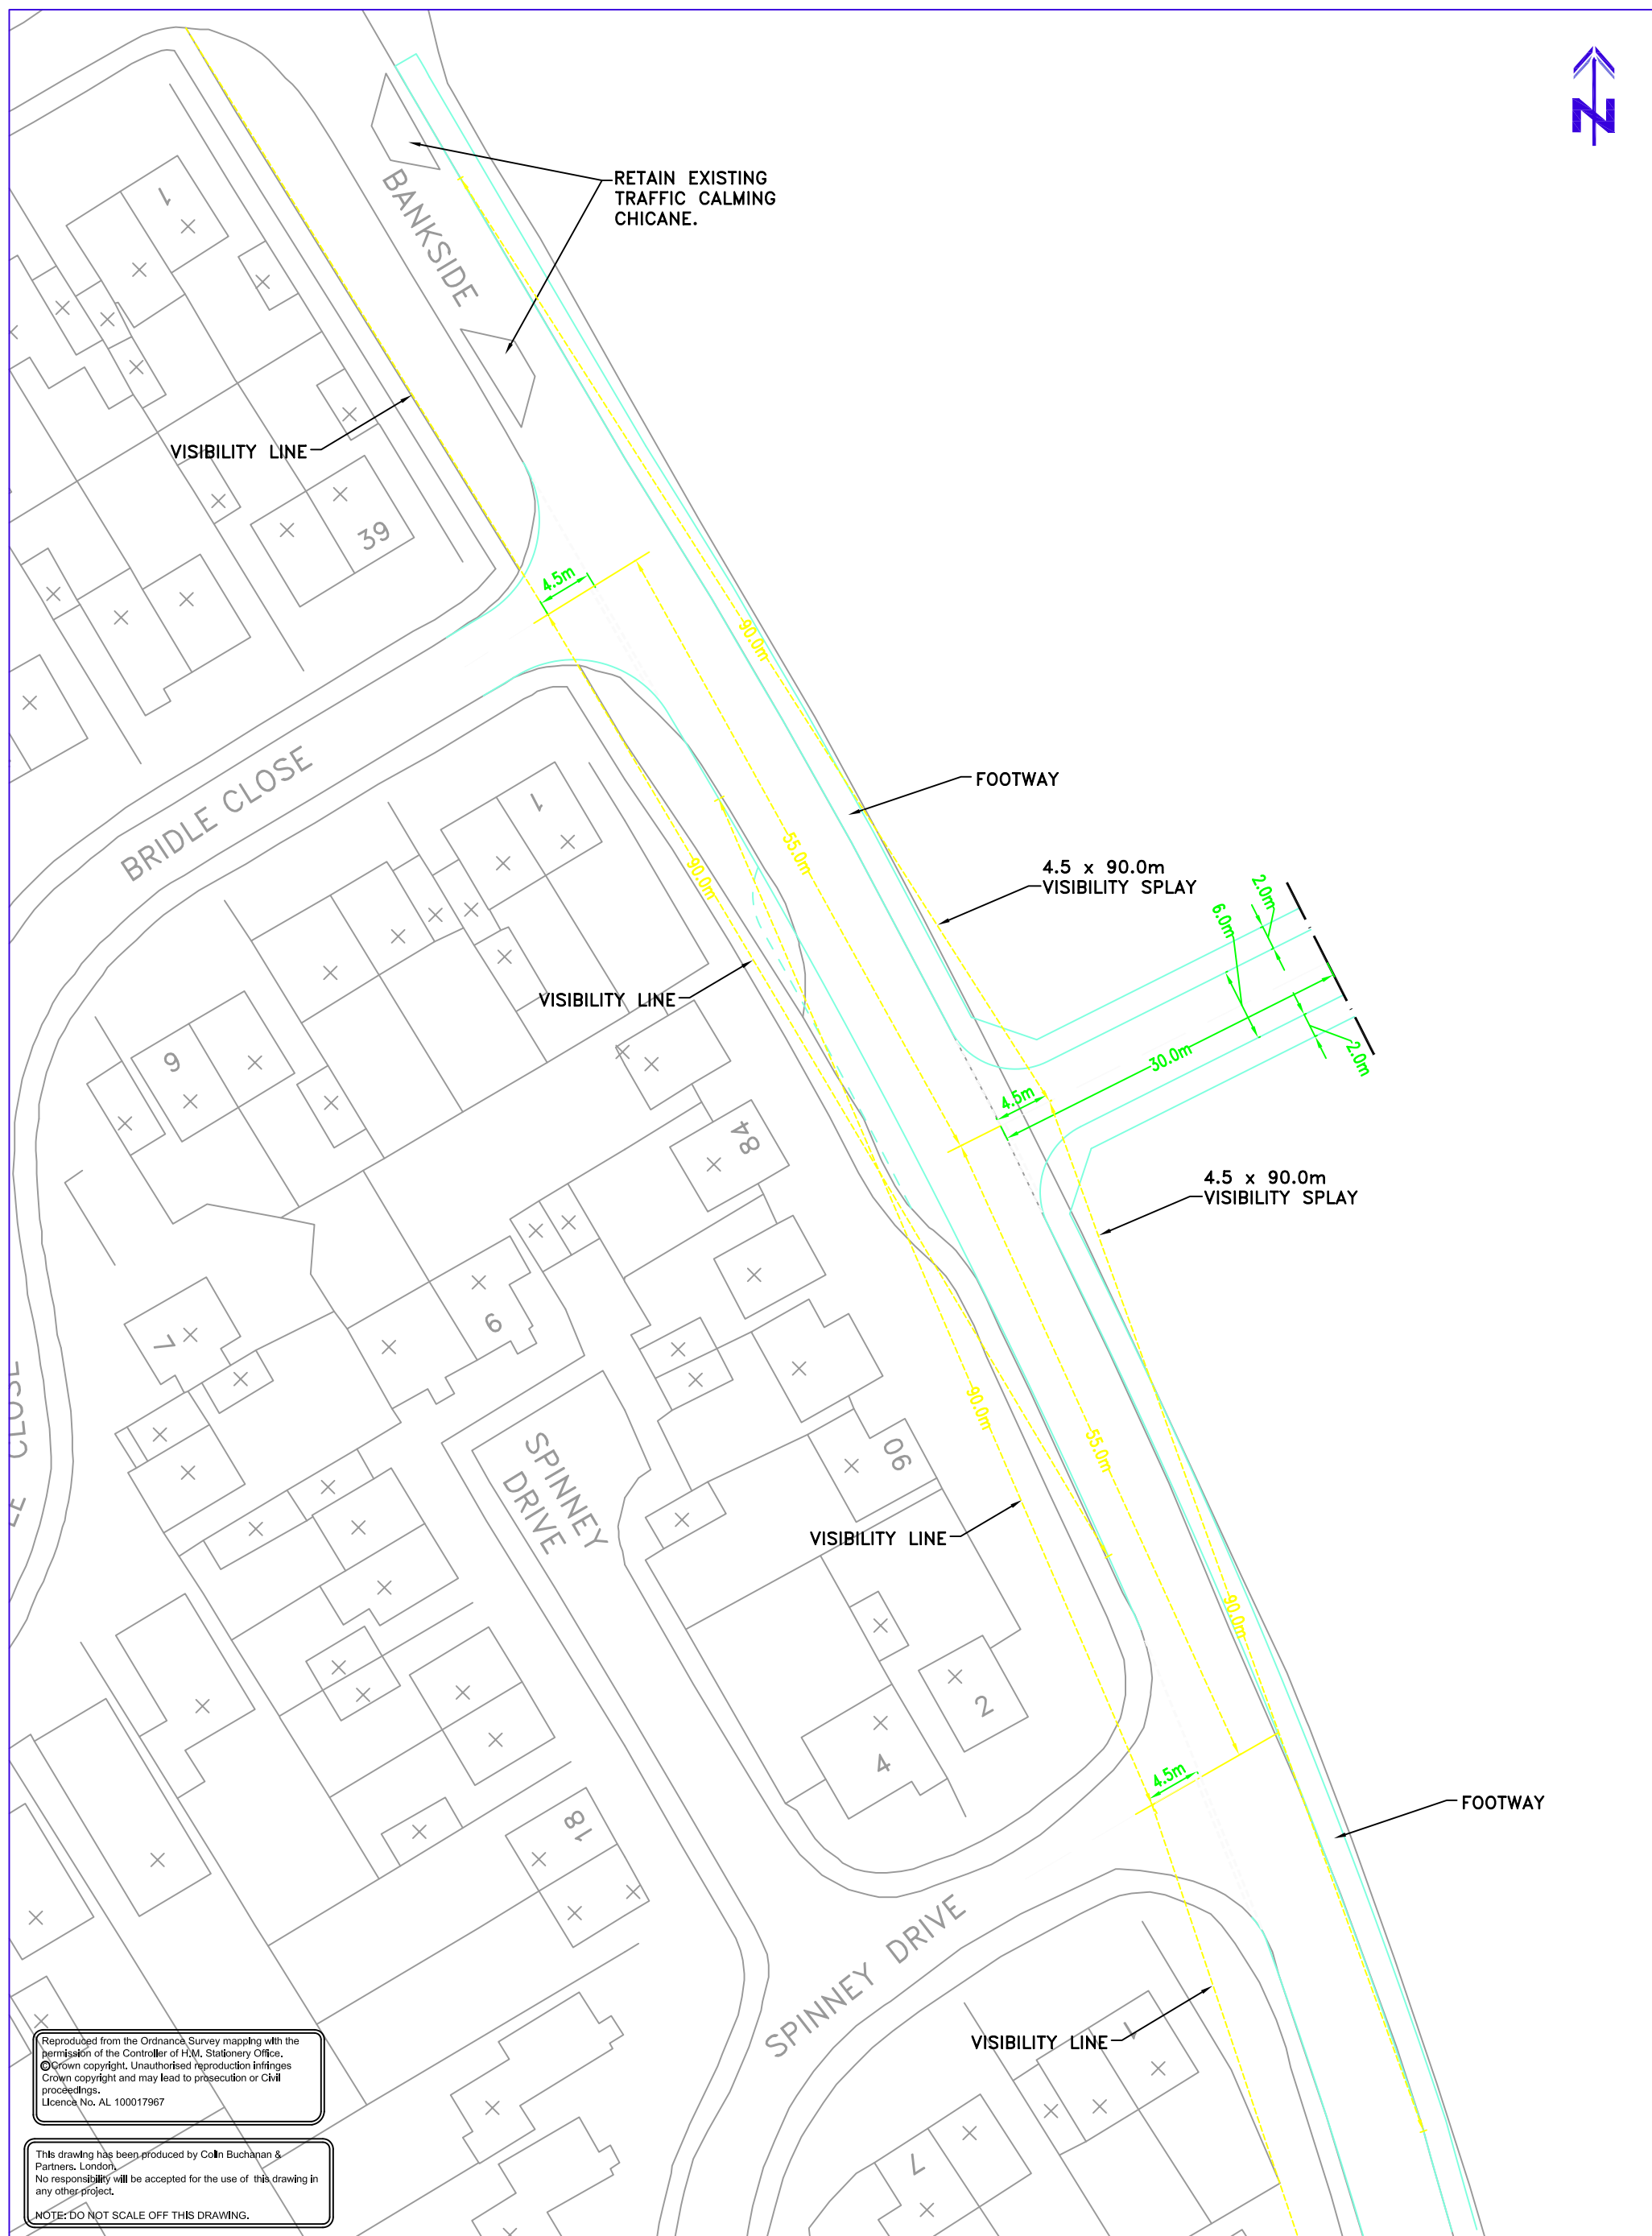 N
RETAIN EXISTING
TRAFFIC CALMING
CHICANE.
BANKSIDE
1
VISIBILITY LINE
39
4.5m
90.0m
BRIDLE CLOSE
1
55.0m
90.0m
FOOTWAY
4.5 x 90.0m
VISIBILITY SPLAY
2.0m
6.0m
VISIBILITY LINE
30.0m
2.0m
4.5m
9
84
4.5 x 90.0m
VISIBILITY SPLAY
7
9
CLOSE
90.0m
55.0m
90
SPINNEY
DRIVE
VISIBILITY LINE
90.0m
2
4
4.5m
18
FOOTWAY
SPINNEY DRIVE
VISIBILITY LINE
1
7
Reproduced from the Ordnance Survey mapping with the
permission of the Controller of H.M. Stationery Office.
© Crown copyright. Unauthorised reproduction infringes
Crown copyright and may lead to prosecution or Civil
proceedings.
Licence No. AL 100017967
This drawing has been produced by Colin Buchanan &
Partners. London.
No responsibility will be accepted for the use of this drawing in
any other project.
NOTE: DO NOT SCALE OFF THIS DRAWING.